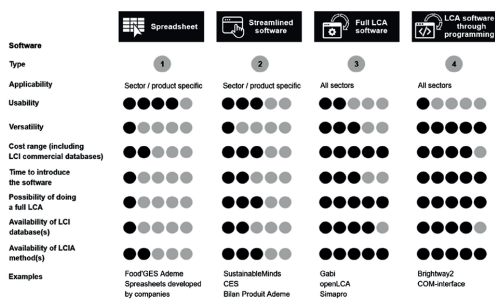 Spreadsheet
Streamlined
software
Full LCA
software
LCA software
through
programming
Software
Type
1
2
3
4
Applicability
Sector / product specific
Sector / product specific
All sectors
All sectors
Usability
Versatility
Cost range (including
LCI commercial databases)
Time to introduce
the software
Possibility of doing
a full LCA
Availability of LCI
database(s)
Availability of LCIA
method(s)
Examples
Food'GES Ademe
Spreasheets developed
by companies
SustainableMinds
CES
Bilan Produit Ademe
Gabi
openLCA
Simapro
Brightway2
COM-interface